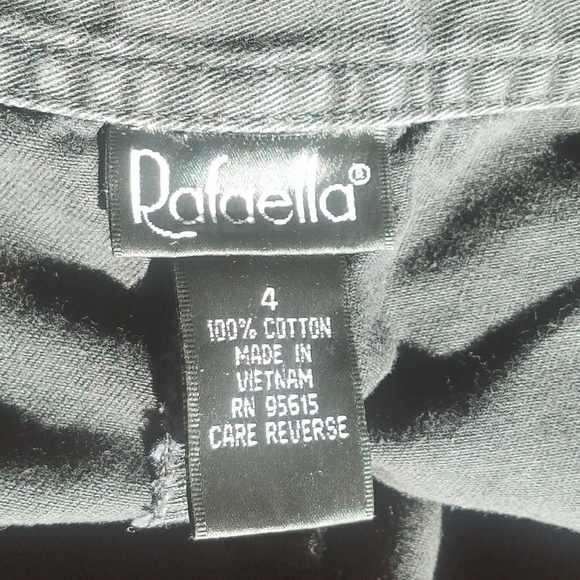 Rafaella®
4
100% COTTON
MADE IN
VIETNAM
RN 95615
CARE REVERSE